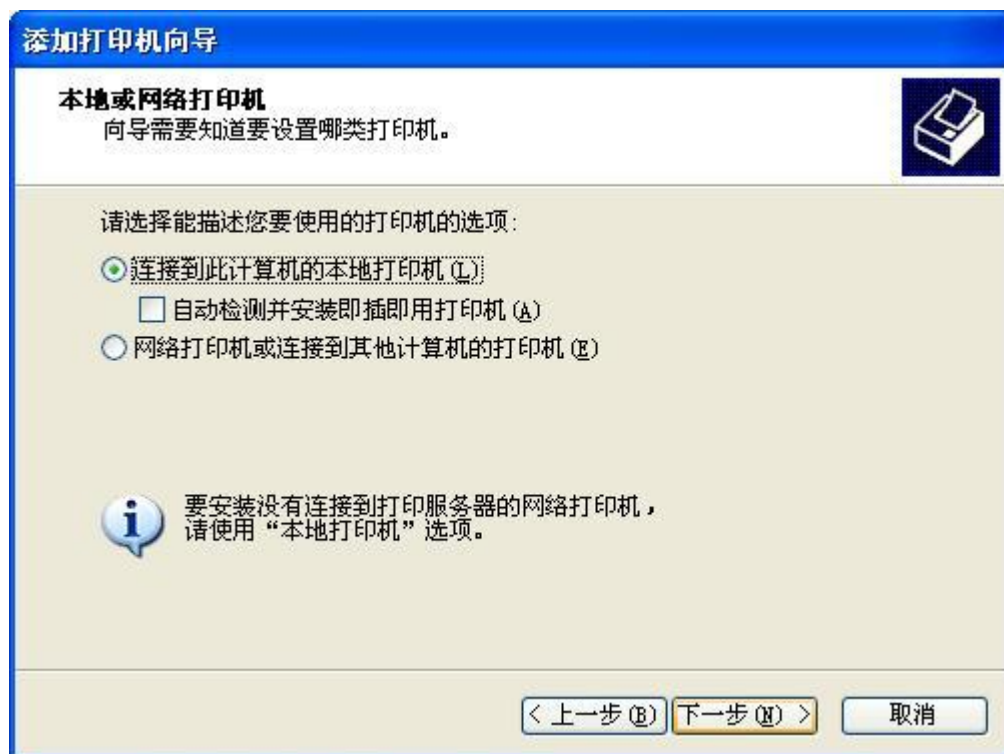 添加打印机向导
本地或网络打印机
向导需要知道要设置哪类打印机。
请选择能描述您要使用的打印机的选项:
连接到此计算机的本地打印机(L)
自动检测并安装即插即用打印机(A)
网络打印机或连接到其他计算机的打印机(E)
要安装没有连接到打印服务器的网络打印机，
请使用“本地打印机”选项。
< 上一步(B) 下一步(N) > 取消